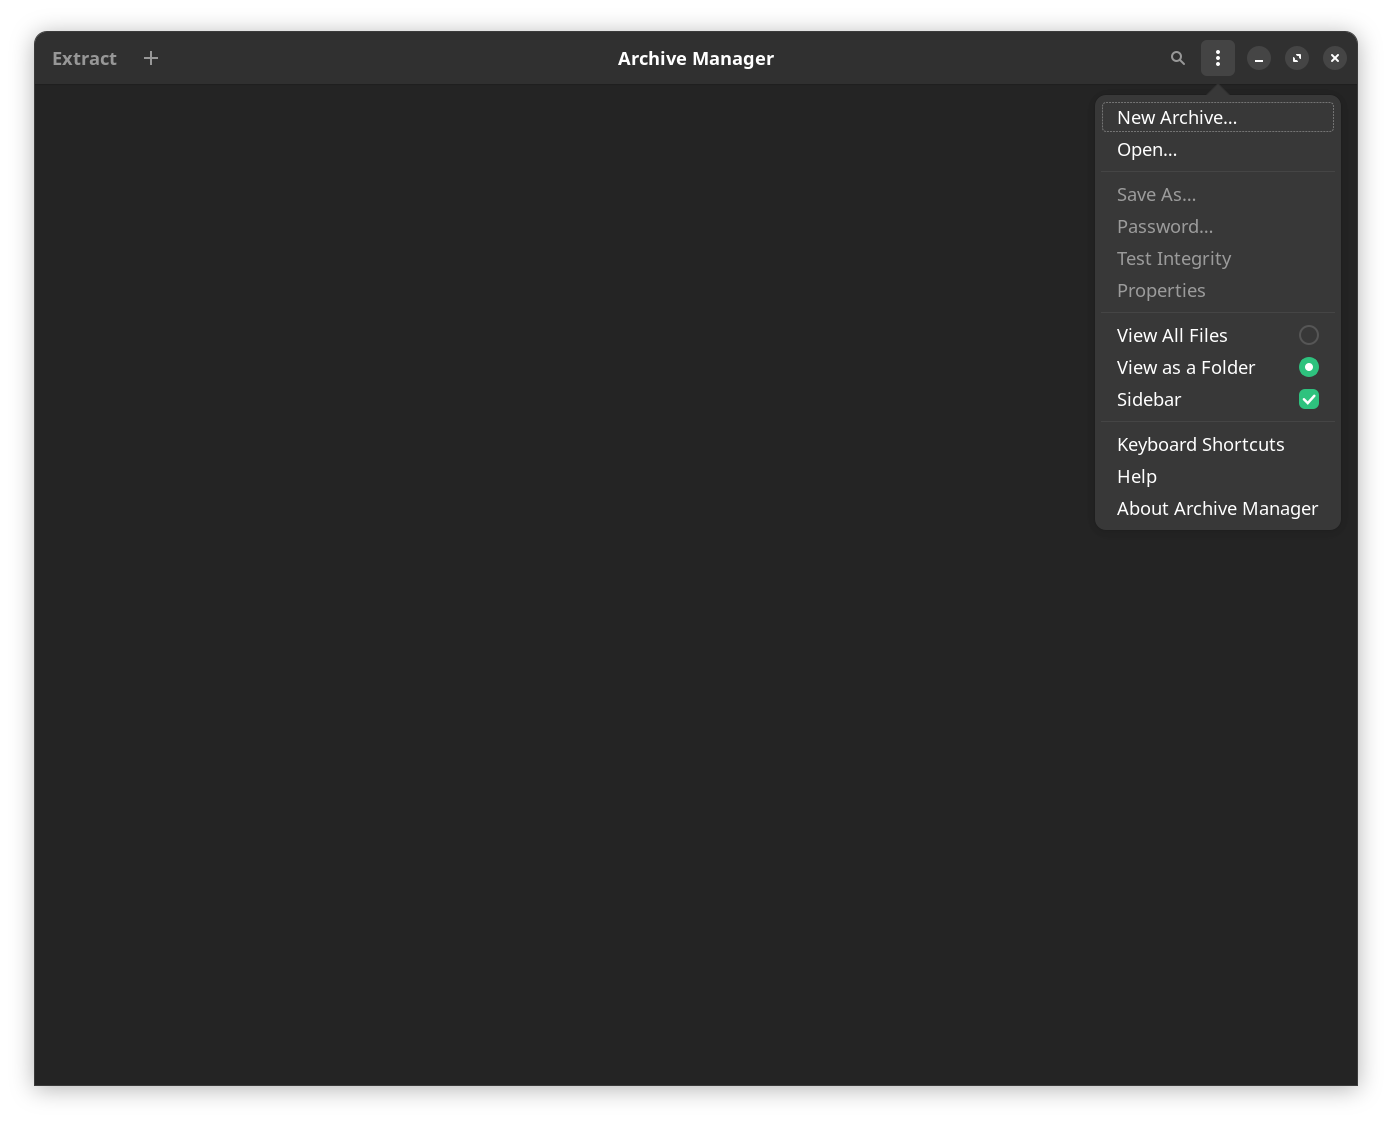 Extract
Archive Manager
New Archive...
Open...
Save As...
Password...
Test Integrity
Properties
View All Files
View as a Folder
Sidebar
Keyboard Shortcuts
Help
About Archive Manager